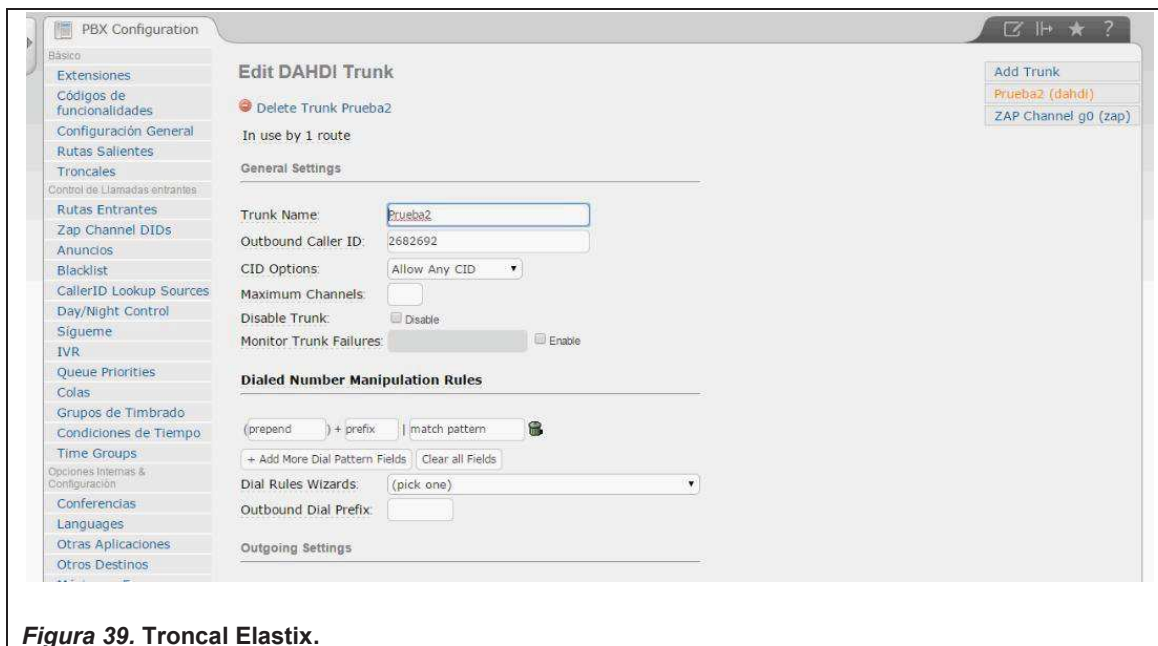 PBX Configuration
?
Básico
Extensiones
Códigos de
funcionalidades
Configuración General
Rutas Salientes
Troncales
Control de Llamadas entrantes
Rutas Entrantes
Zap Channel DIDs
Anuncios
Blacklist
CallerID Lookup Sources
Day/Night Control
Sígueme
IVR
Queue Priorities
Colas
Grupos de Timbrado
Condiciones de Tiempo
Time Groups
Opciones Internas &
Configuración
Conferencias
Languages
Otras Aplicaciones
Otros Destinos
Edit DAHDI Trunk
Delete Trunk Prueba2
In use by 1 route
General Settings
Trunk Name: Prueba2
Outbound Caller ID: 2682692
CID Options: Allow Any CID
Maximum Channels:
Disable Trunk: Disable
Monitor Trunk Failures: Enable
Dialed Number Manipulation Rules
(prepend ) + prefix | match pattern
+ Add More Dial Pattern Fields Clear all Fields
Dial Rules Wizards: (pick one)
Outbound Dial Prefix:
Outgoing Settings
Add Trunk
Prueba2 (dahdi)
ZAP Channel g0 (zap)
Figura 39. Troncal Elastix.